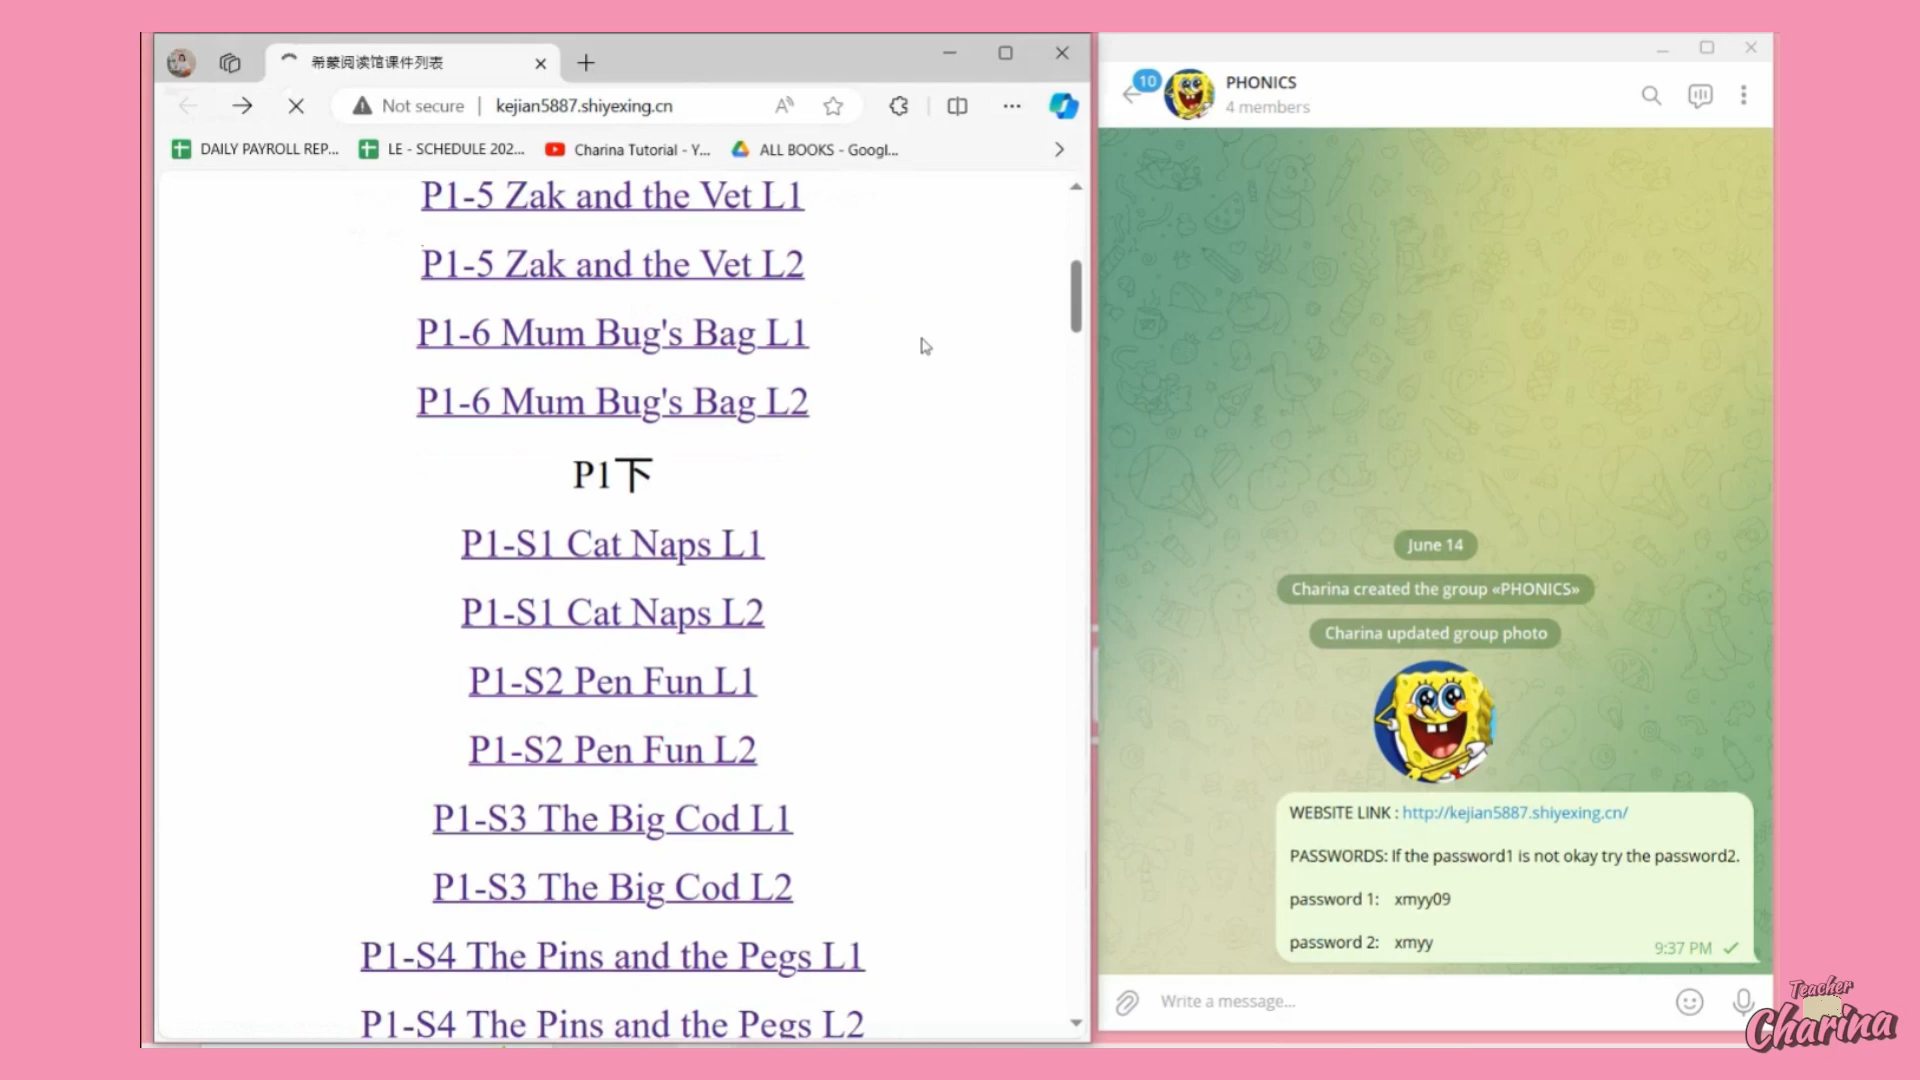 希蒙阅读馆课件列表
Not secure
kejian5887.shiyexing.cn
DAILY PAYROLL REP...
LE - SCHEDULE 202...
Charina Tutorial - Y...
ALL BOOKS - Googl...
P1-5 Zak and the Vet L1
P1-5 Zak and the Vet L2
P1-6 Mum Bug's Bag L1
P1-6 Mum Bug's Bag L2
P1下
P1-S1 Cat Naps L1
P1-S1 Cat Naps L2
P1-S2 Pen Fun L1
P1-S2 Pen Fun L2
P1-S3 The Big Cod L1
P1-S3 The Big Cod L2
P1-S4 The Pins and the Pegs L1
P1-S4 The Pins and the Pegs L2
10
PHONICS
4 members
June 14
Charina created the group «PHONICS»
Charina updated group photo
WEBSITE LINK : http://kejian5887.shiyexing.cn/
PASSWORDS: If the password1 is not okay try the password2.
password 1: xmyy09
password 2: xmyy
9:37 PM
Write a message...
Teacher
Charina